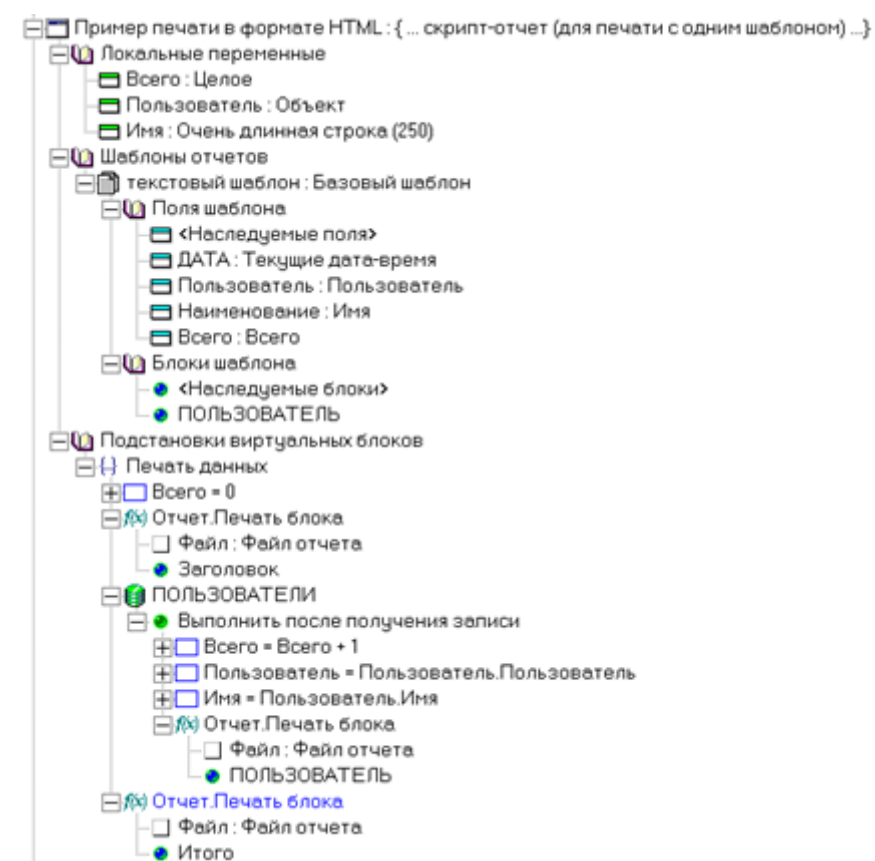 Пример печати в формате HTML : { ... скрипт-отчет (для печати с одним шаблоном) ...}
Локальные переменные
Всего : Целое
Пользователь : Объект
Имя : Очень длинная строка (250)
Шаблоны отчетов
текстовый шаблон : Базовый шаблон
Поля шаблона
<Наследуемые поля>
ДАТА : Текущие дата-время
Пользователь : Пользователь
Наименование : Имя
Всего : Всего
Блоки шаблона
<Наследуемые блоки>
ПОЛЬЗОВАТЕЛЬ
Подстановки виртуальных блоков
{-} Печать данных
Всего = 0
f(x) Отчет.Печать блока
Файл : Файл отчета
Заголовок
ПОЛЬЗОВАТЕЛИ
Выполнить после получения записи
Всего = Всего + 1
Пользователь = Пользователь.Пользователь
Имя = Пользователь.Имя
f(x) Отчет.Печать блока
Файл : Файл отчета
ПОЛЬЗОВАТЕЛЬ
f(x) Отчет.Печать блока
Файл : Файл отчета
Итого